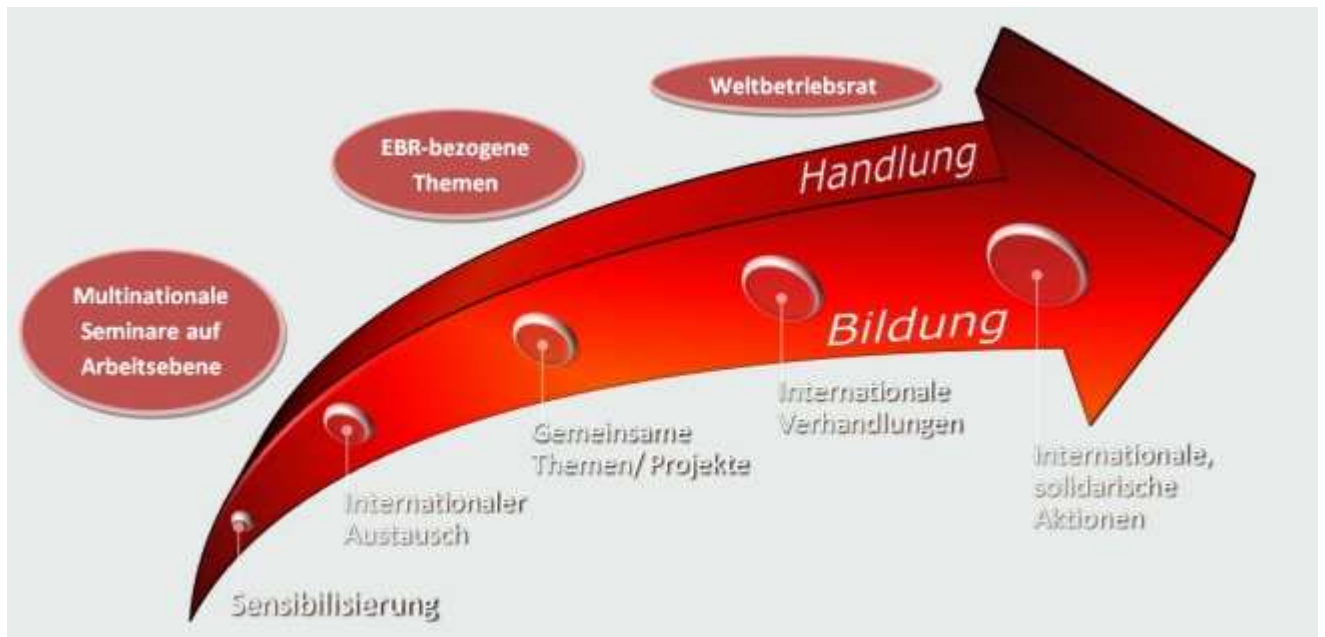 Weltbetriebsrat
EBR-bezogene
Themen
Handlung
Multinationale
Seminare auf
Arbeitsebene
Bildung
Internationale
Verhandlungen
Gemeinsame
Themen/ Projekte
Internationale,
solidarische
Aktionen
Internationaler
Austausch
Sensibilisierung